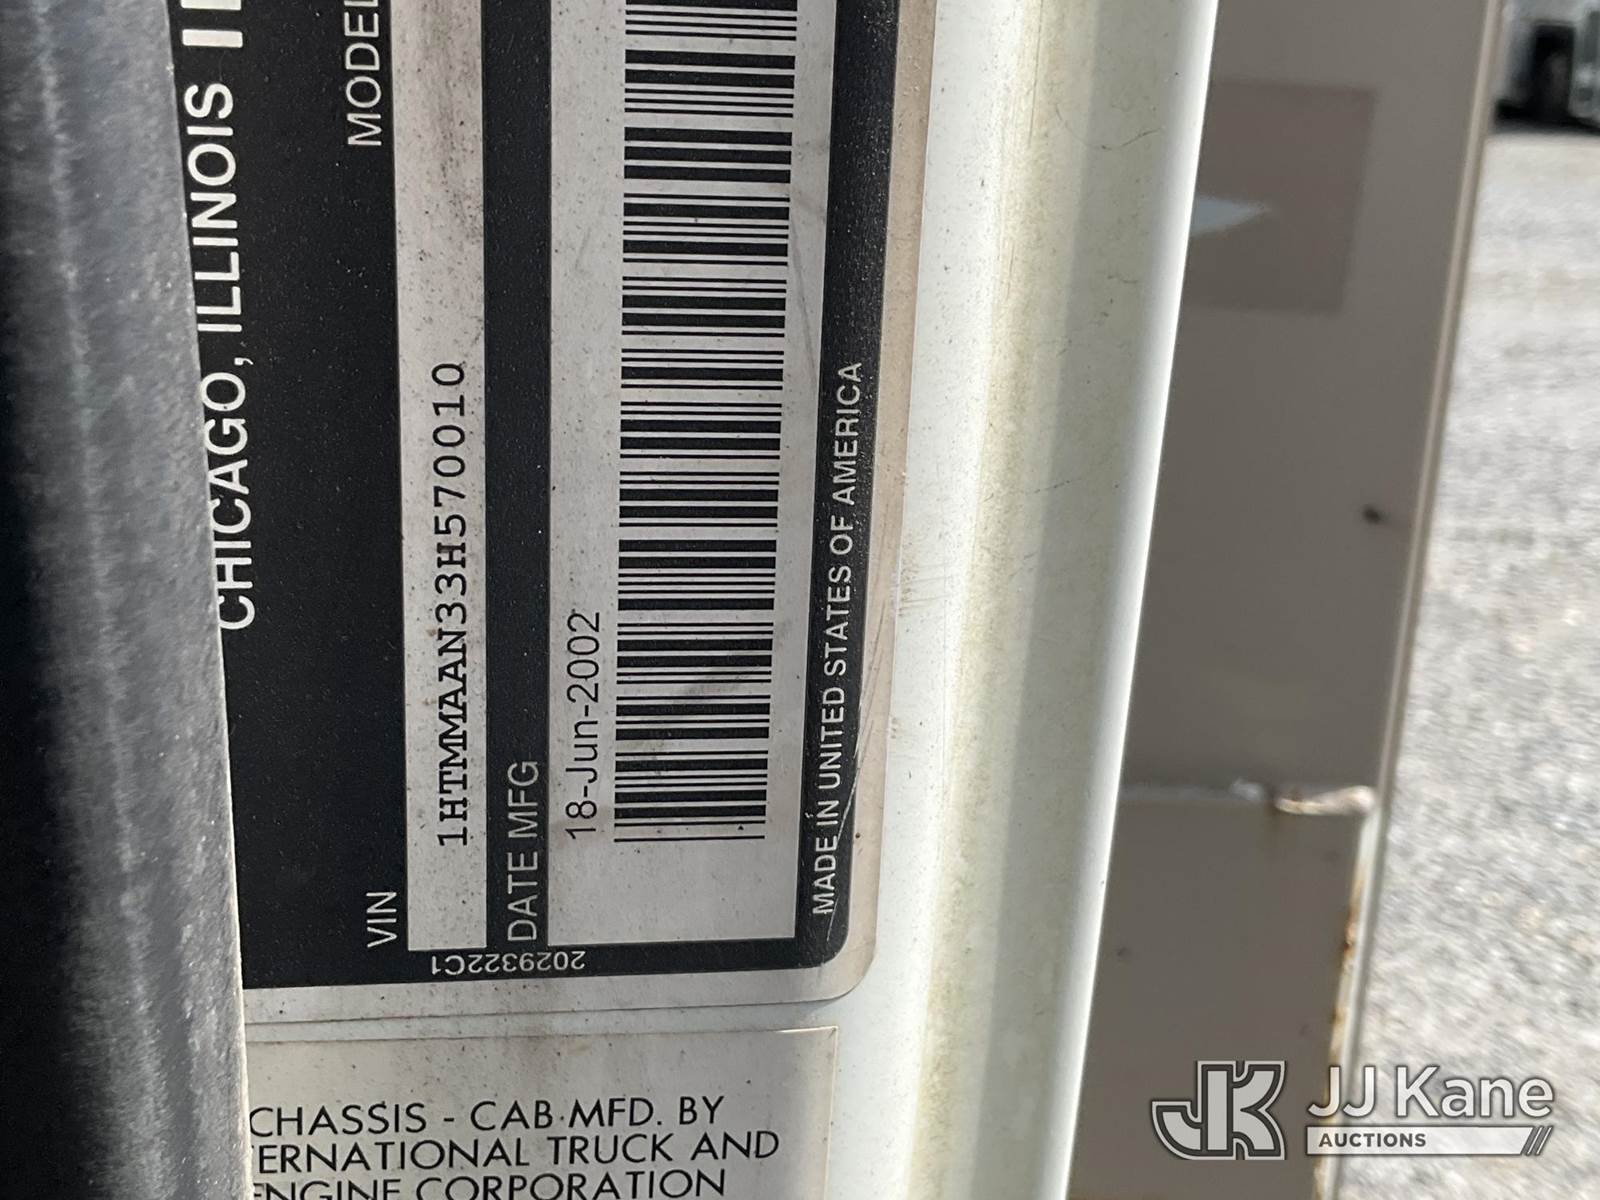 CHICAGO, ILLINOIS
MODEL
VIN
1HTMMAAN33H570010
DATE MFG
18-Jun-2002
MADE IN UNITED STATES OF AMERICA
2029322C1
CHASSIS - CAB MFD. BY
ERNATIONAL TRUCK AND
ENGINE CORPORATION
JK JJ Kane
AUCTIONS